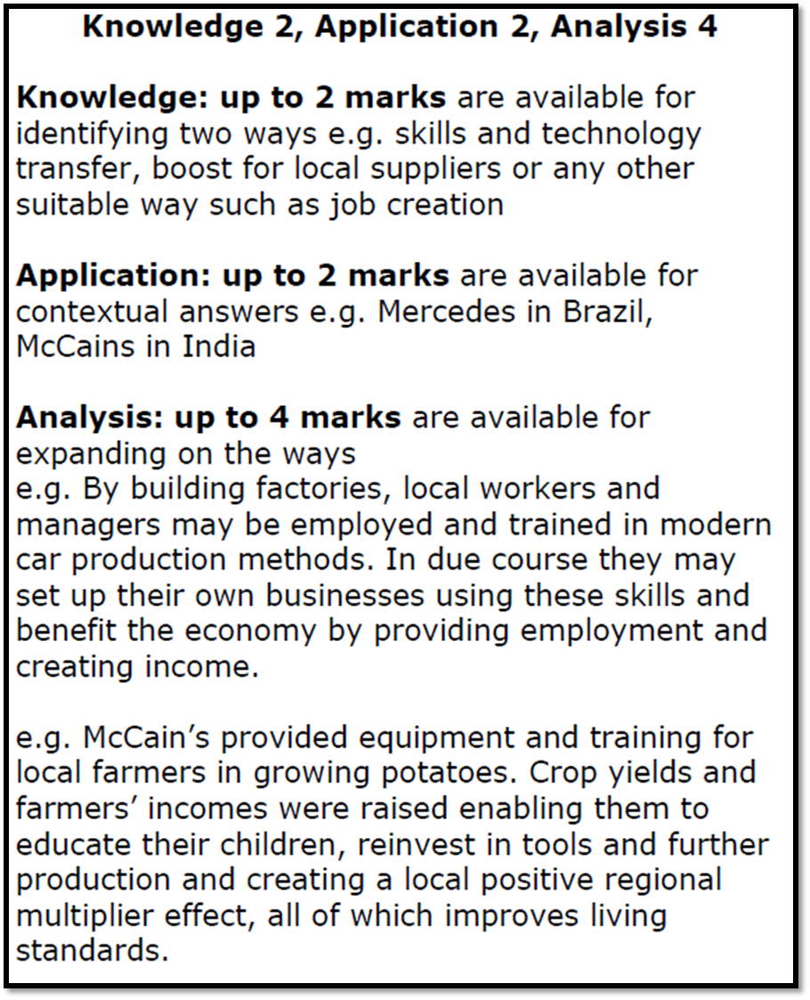 Knowledge 2, Application 2, Analysis 4
Knowledge: up to 2 marks are available for
identifying two ways e.g. skills and technology
transfer, boost for local suppliers or any other
suitable way such as job creation
Application: up to 2 marks are available for
contextual answers e.g. Mercedes in Brazil,
McCains in India
Analysis: up to 4 marks are available for
expanding on the ways
e.g. By building factories, local workers and
managers may be employed and trained in modern
car production methods. In due course they may
set up their own businesses using these skills and
benefit the economy by providing employment and
creating income.
e.g. McCain’s provided equipment and training for
local farmers in growing potatoes. Crop yields and
farmers’ incomes were raised enabling them to
educate their children, reinvest in tools and further
production and creating a local positive regional
multiplier effect, all of which improves living
standards.